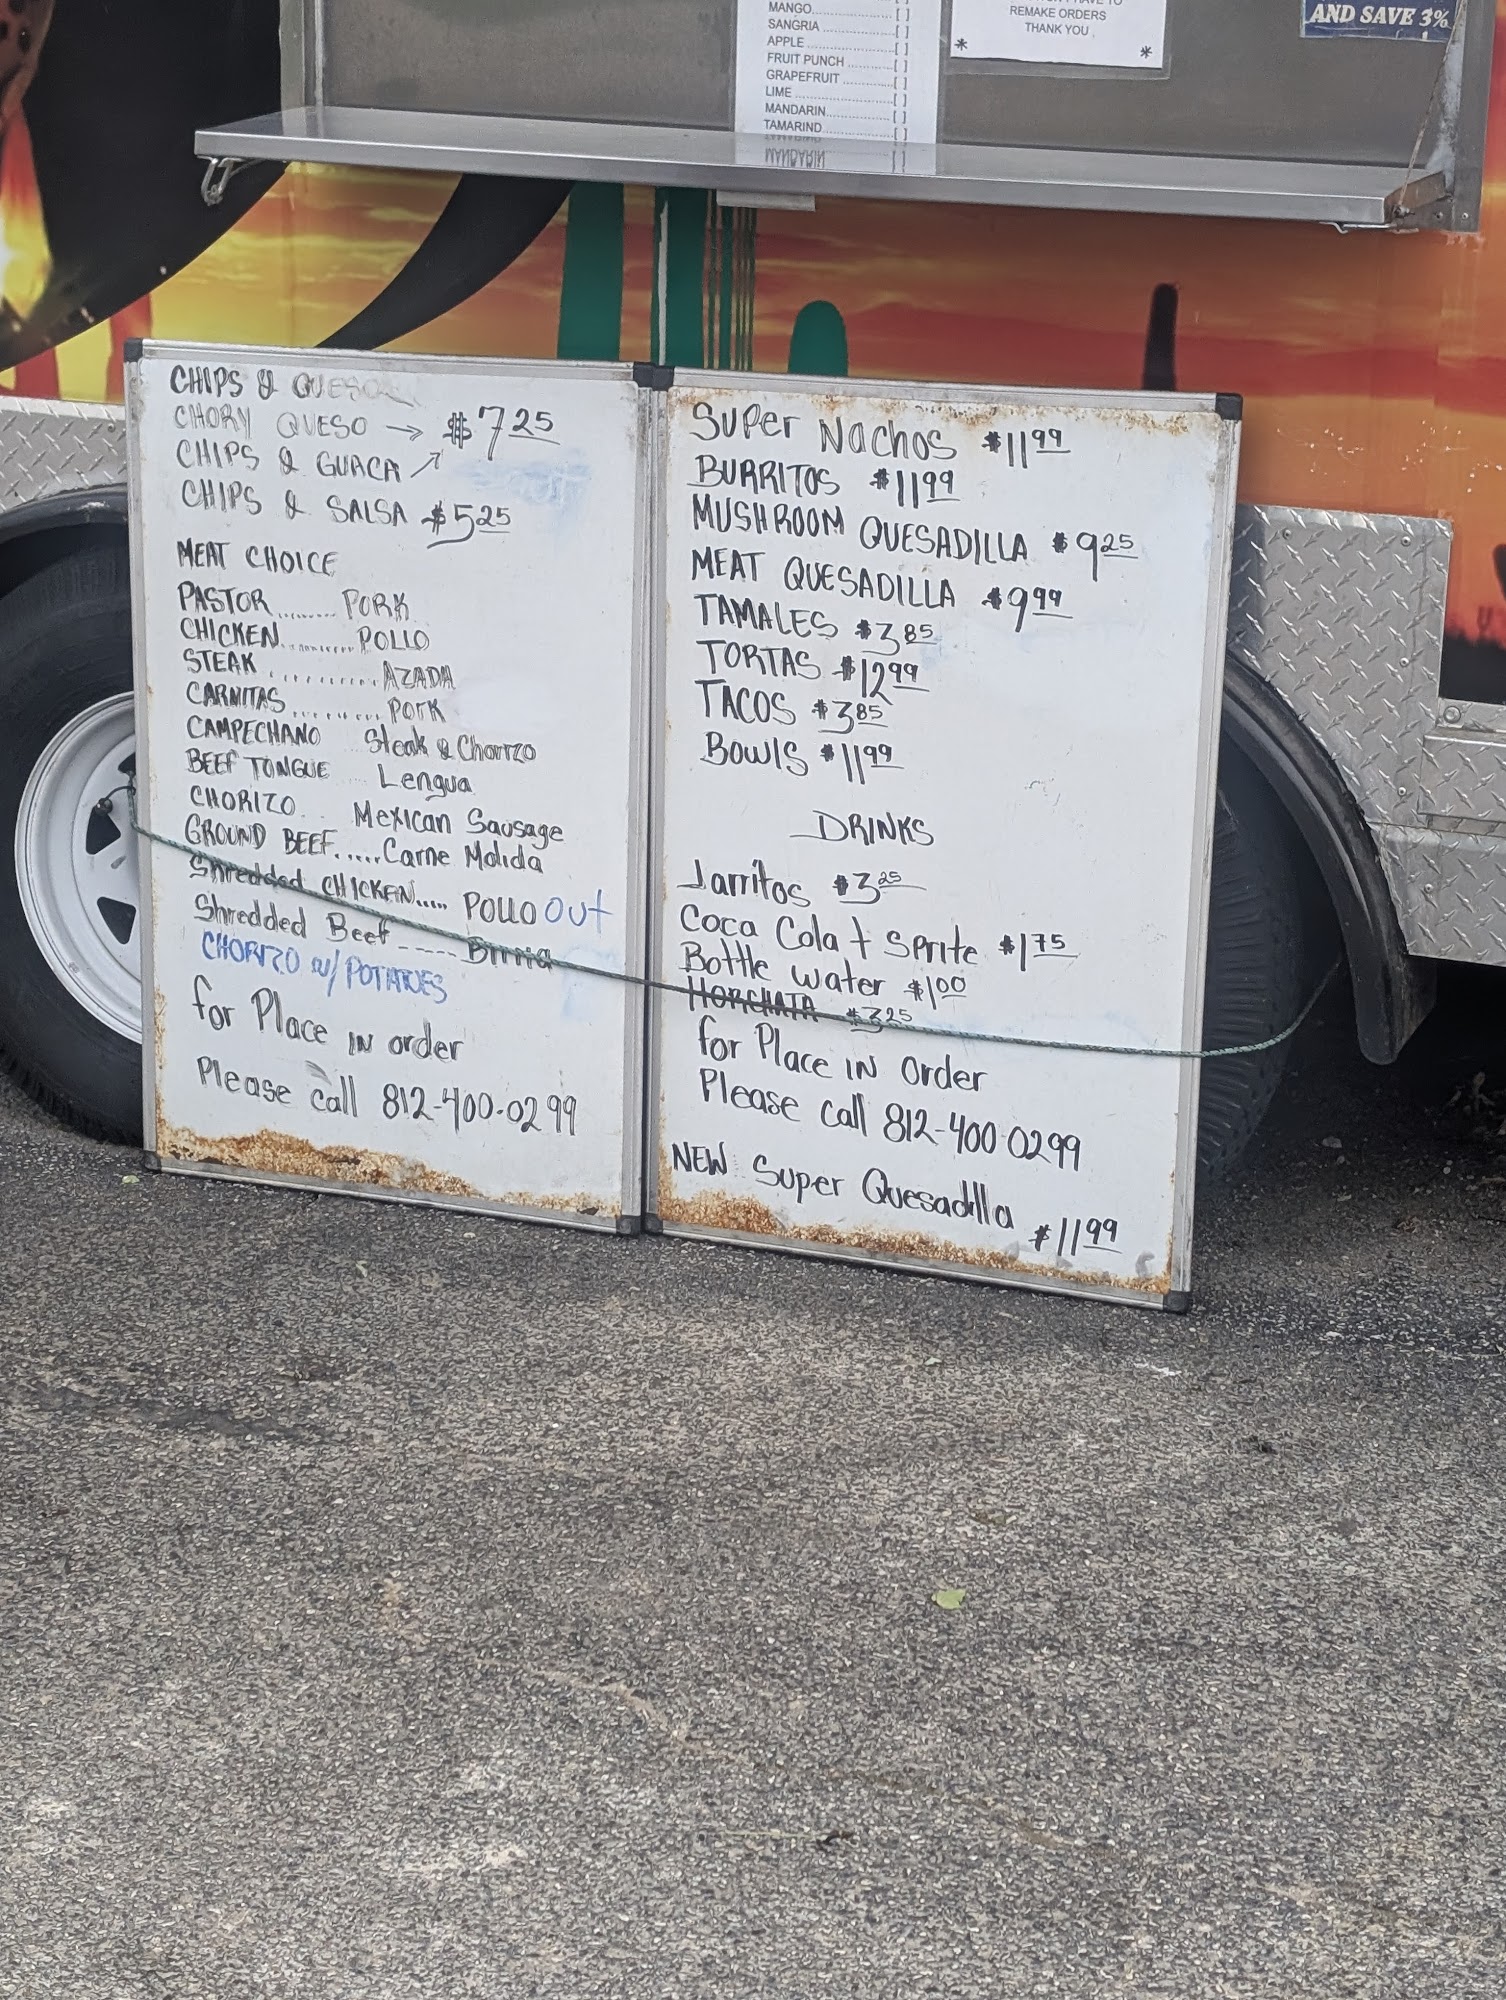 MANGO..................[ ]
SANGRIA ..................[ ]
APPLE ..................[ ]
FRUIT PUNCH ............[ ]
GRAPEFRUIT ............[ ]
LIME ........................[ ]
MANDARIN...............[ ]
TAMARIND...............[ ]
REMAKE ORDERS
THANK YOU
* *
AND SAVE 3%
CHIPS & QUESO
CHORY QUESO → $7.25
CHIPS & GUACA ↗
CHIPS & SALSA $5.25
MEAT CHOICE
PASTOR........ PORK
CHICKEN........... POLLO
STEAK ............AZADA
CARNITAS......... PORK
CAMPECHANO Steak & Chorizo
BEEF TONGUE .... Lengua
CHORIZO... Mexican Sausage
GROUND BEEF.....Carne Molida
Shredded CHICKEN..... POLLO OUT
Shredded Beef ----- Birria
CHORIZO W/ POTATOES
for Place IN order
Please call 812-400-0299
Super Nachos $11.99
BURRITOS $11.99
MUSHROOM QUESADILLA $9.25
MEAT QUESADILLA $9.99
TAMALES $3.85
TORTAS $12.99
TACOS $3.85
BOWLS $11.99
DRINKS
Jarritos $3.25
Coca Cola + Sprite $1.75
Bottle water $1.00
HORCHATA $3.25
for Place IN Order
Please call 812-400 0299
NEW Super Quesadilla $11.99